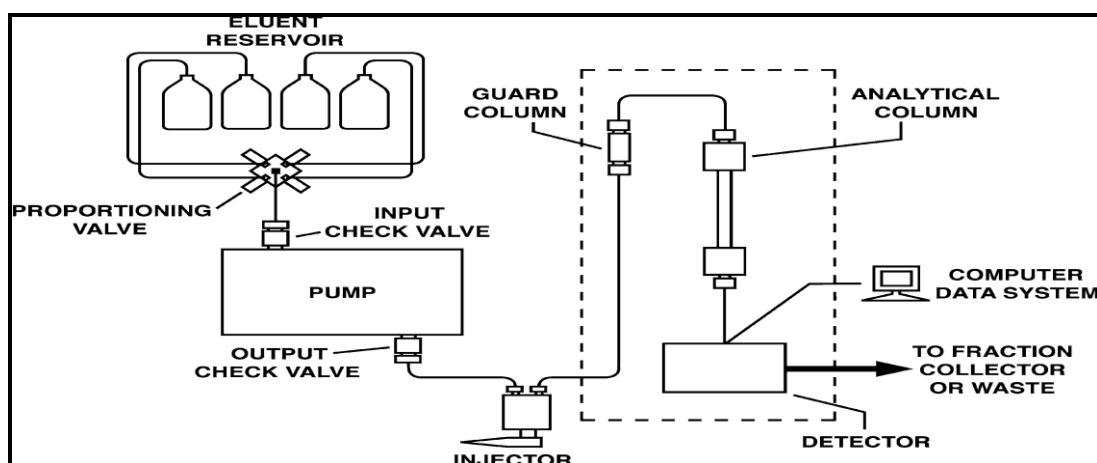 ELUENT
RESERVOIR
GUARD
COLUMN
ANALYTICAL
COLUMN
PROPORTIONING
VALVE
INPUT
CHECK VALVE
PUMP
OUTPUT
CHECK VALVE
COMPUTER
DATA SYSTEM
TO FRACTION
COLLECTOR
OR WASTE
DETECTOR
INJECTOR